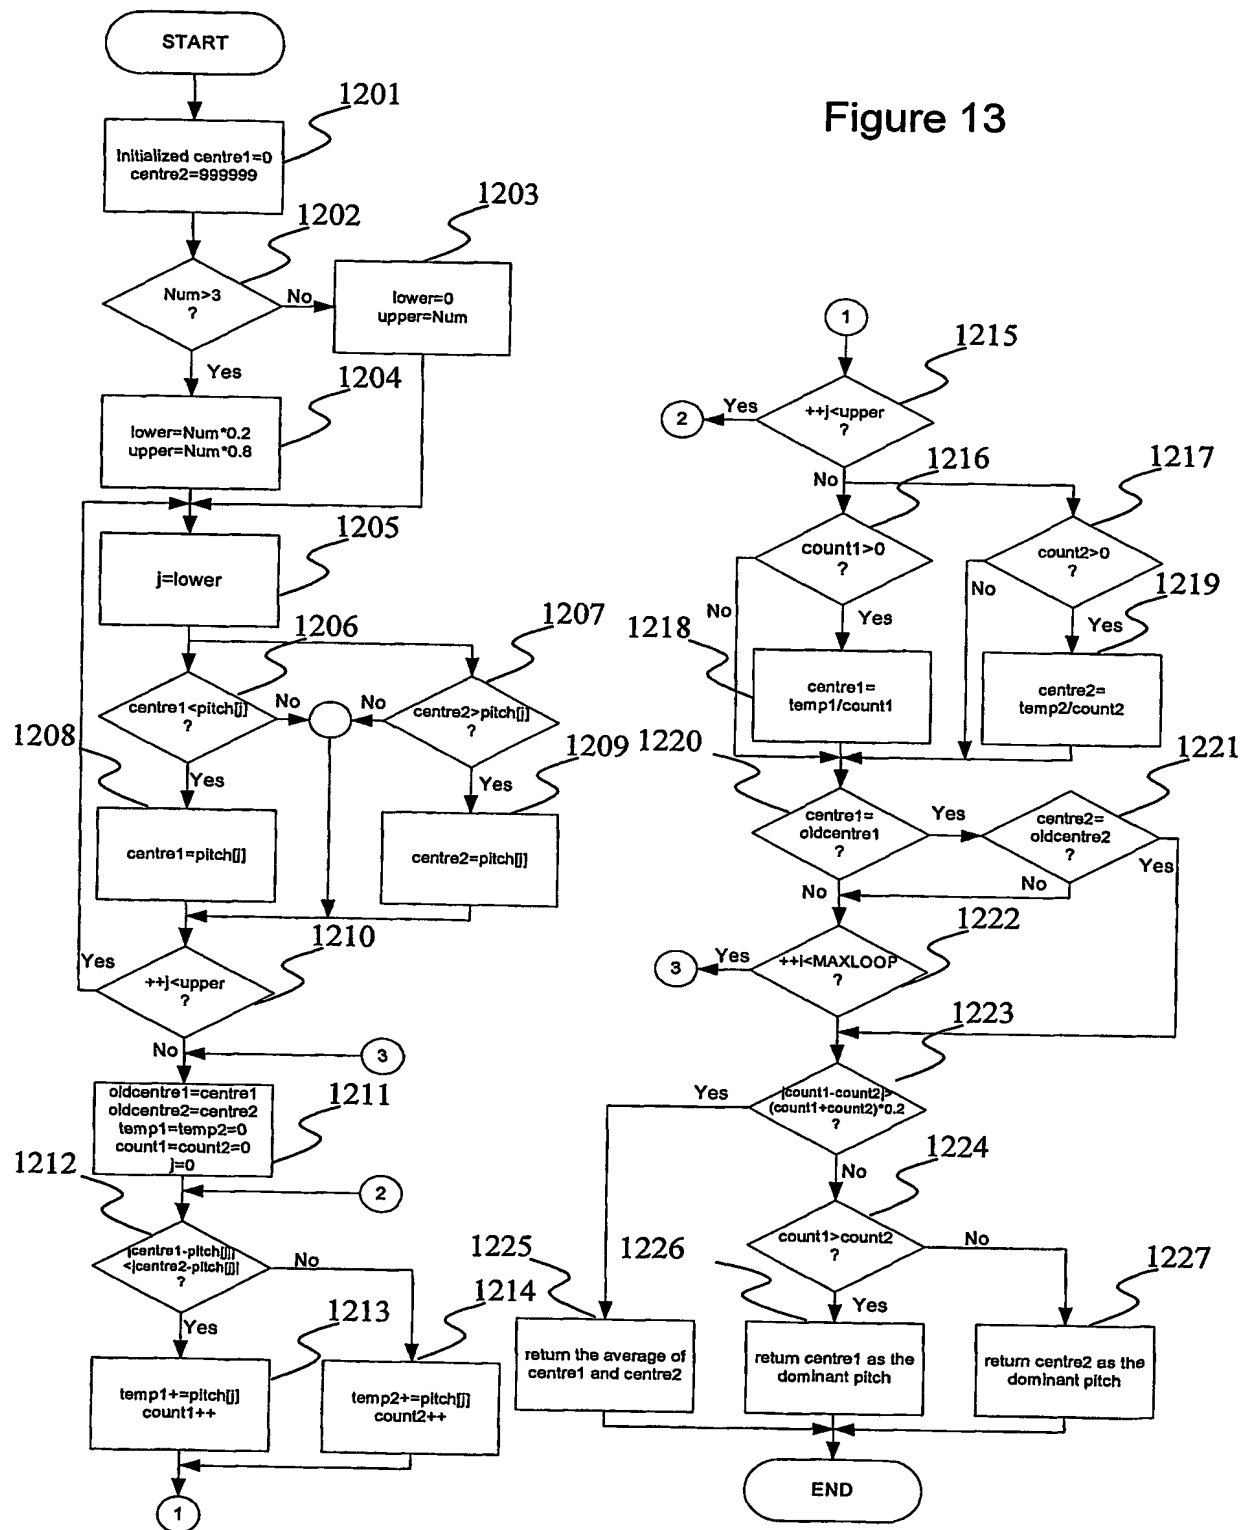 START
Figure 13
1201
Initialized centre1=0
centre2=999999
1202
1203
Num>3
?
No
lower=0
upper=Num
Yes
1204
lower=Num*0.2
upper=Num*0.8
1205
j=lower
1206
1207
centre1<pitch[j]
?
No
No
centre2>pitch[j]
?
1208
Yes
1209
Yes
centre1=pitch[j]
centre2=pitch[j]
1210
Yes
++j<upper
?
No
3
oldcentre1=centre1
oldcentre2=centre2
temp1=temp2=0
count1=count2=0
j=0
1211
1212
2
|centre1-pitch[j]|
<|centre2-pitch[j]|
?
No
Yes
1213
1214
temp1+=pitch[j]
count1++
temp2+=pitch[j]
count2++
1
1
1215
2
Yes
++j<upper
?
No
1216
1217
count1>0
?
count2>0
?
No
Yes
No
Yes
1218
1219
centre1=
temp1/count1
centre2=
temp2/count2
1220
1221
centre1=
oldcentre1
?
Yes
centre2=
oldcentre2
?
Yes
No
No
1222
3
Yes
++i<MAXLOOP
?
1223
Yes
|count1-count2|>
(count1+count2)*0.2
?
No
1224
count1>count2
?
No
1225
1226
Yes
1227
return the average of
centre1 and centre2
return centre1 as the
dominant pitch
return centre2 as the
dominant pitch
END